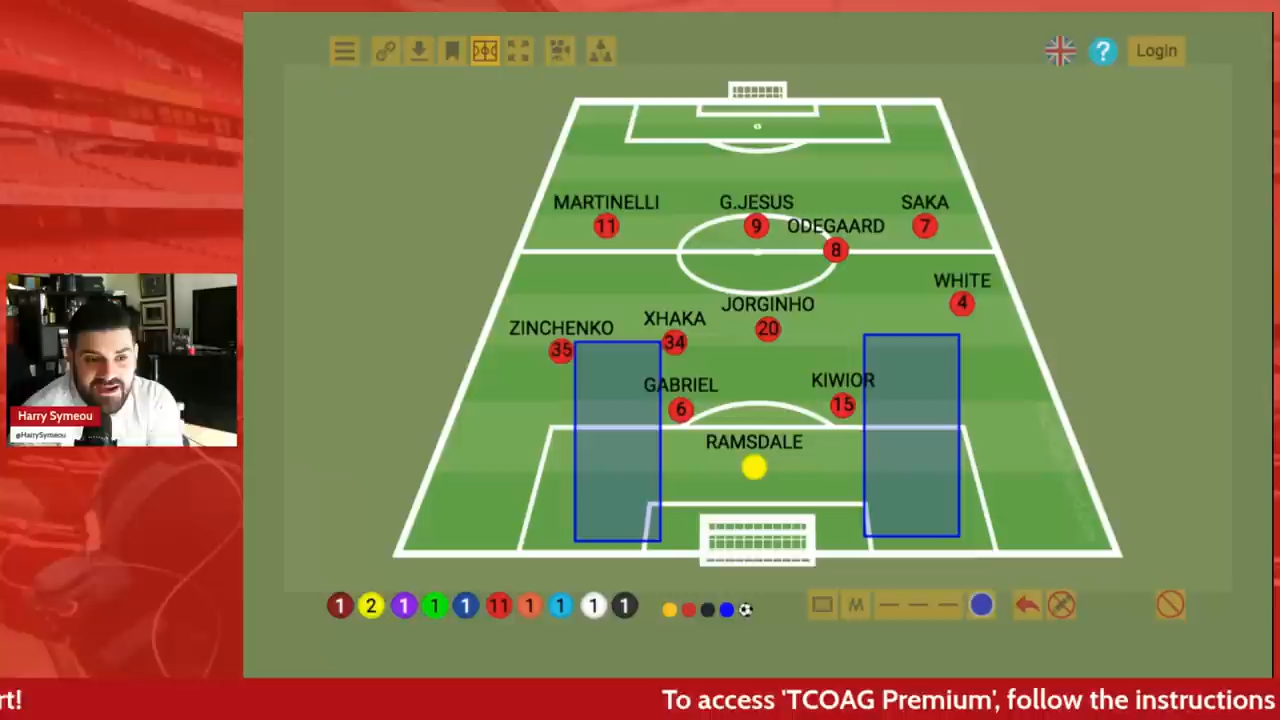 Login
MARTINELLI
11
G.JESUS
9
ODEGAARD
8
SAKA
7
WHITE
4
JORGINHO
20
XHAKA
34
ZINCHENKO
35
GABRIEL
6
KIWIOR
15
RAMSDALE
Harry Symeou
@HarrySymeou
1 2 1 1 1 11 1 1 1 1
rt! To access 'TCOAG Premium', follow the instructions